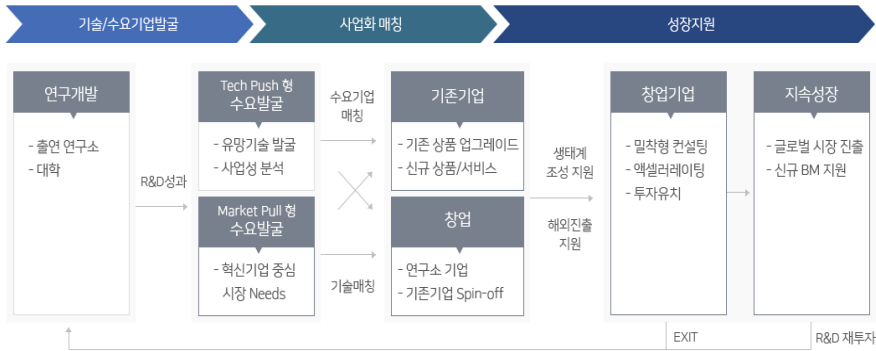 기술/수요기업발굴
사업화 매칭
성장지원
연구개발
- 출연 연구소
- 대학
R&D성과
Tech Push 형
수요발굴
- 유망기술 발굴
- 사업성 분석
Market Pull 형
수요발굴
- 혁신기업 중심
시장 Needs
수요기업
매칭
기술매칭
기존기업
- 기존 상품 업그레이드
- 신규 상품/서비스
창업
- 연구소 기업
- 기존기업 Spin-off
생태계
조성 지원
해외진출
지원
창업기업
- 밀착형 컨설팅
- 액셀러레이팅
- 투자유치
지속성장
- 글로벌 시장 진출
- 신규 BM 지원
EXIT
R&D 재투자